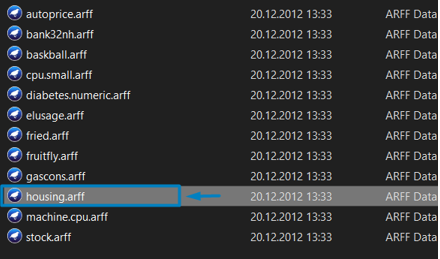 autoprice.arff 20.12.2012 13:33 ARFF Data
bank32nh.arff 20.12.2012 13:33 ARFF Data
baskball.arff 20.12.2012 13:33 ARFF Data
cpu.small.arff 20.12.2012 13:33 ARFF Data
diabetes.numeric.arff 20.12.2012 13:33 ARFF Data
elusage.arff 20.12.2012 13:33 ARFF Data
fried.arff 20.12.2012 13:33 ARFF Data
fruitfly.arff 20.12.2012 13:33 ARFF Data
gascons.arff 20.12.2012 13:33 ARFF Data
housing.arff 20.12.2012 13:33 ARFF Data
machine.cpu.arff 20.12.2012 13:33 ARFF Data
stock.arff 20.12.2012 13:33 ARFF Data